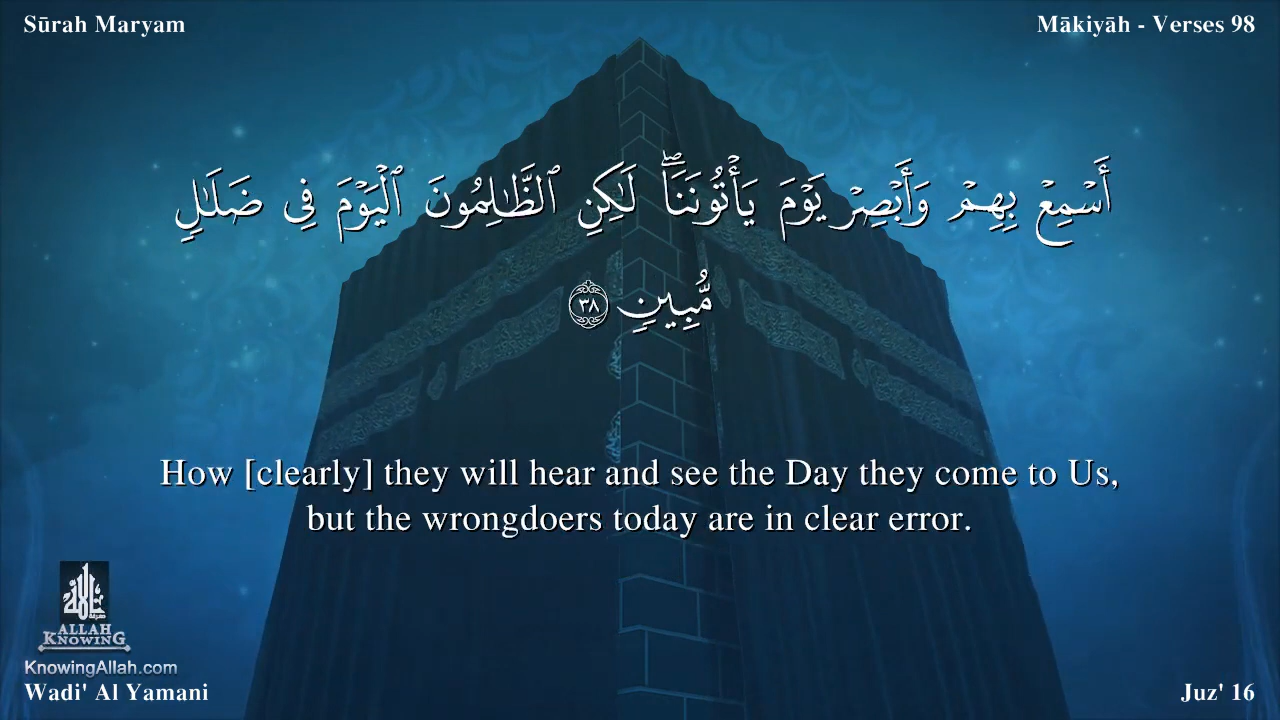 Sūrah Maryam
Mākiyāh - Verses 98
أَسْمِعْ بِهِمْ وَأَبْصِرْ يَوْمَ يَأْتُونَنَاۖ لَٰكِنِ ٱلظَّٰلِمُونَ ٱلْيَوْمَ فِى ضَلَٰلٍ
مُّبِينٍ ٣٨
How [clearly] they will hear and see the Day they come to Us,
but the wrongdoers today are in clear error.
ALLAH
KNOWING
KnowingAllah.com
Wadi' Al Yamani
Juz' 16